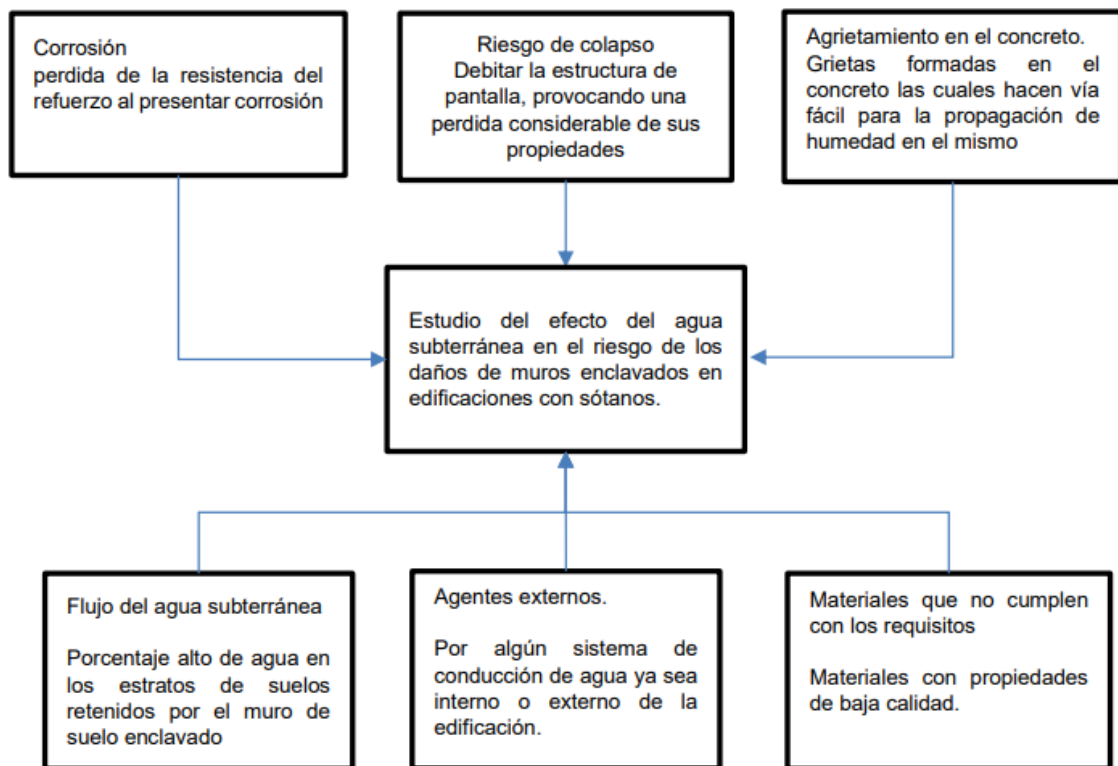 Corrosión
perdida de la resistencia del
refuerzo al presentar corrosión
Riesgo de colapso
Debitar la estructura de
pantalla, provocando una
perdida considerable de sus
propiedades
Agrietamiento en el concreto.
Grietas formadas en el
concreto las cuales hacen vía
fácil para la propagación de
humedad en el mismo
Estudio del efecto del agua
subterránea en el riesgo de los
daños de muros enclavados en
edificaciones con sótanos.
Flujo del agua subterránea
Porcentaje alto de agua en
los estratos de suelos
retenidos por el muro de
suelo enclavado
Agentes externos.
Por algún sistema de
conducción de agua ya sea
interno o externo de la
edificación.
Materiales que no cumplen
con los requisitos
Materiales con propiedades
de baja calidad.